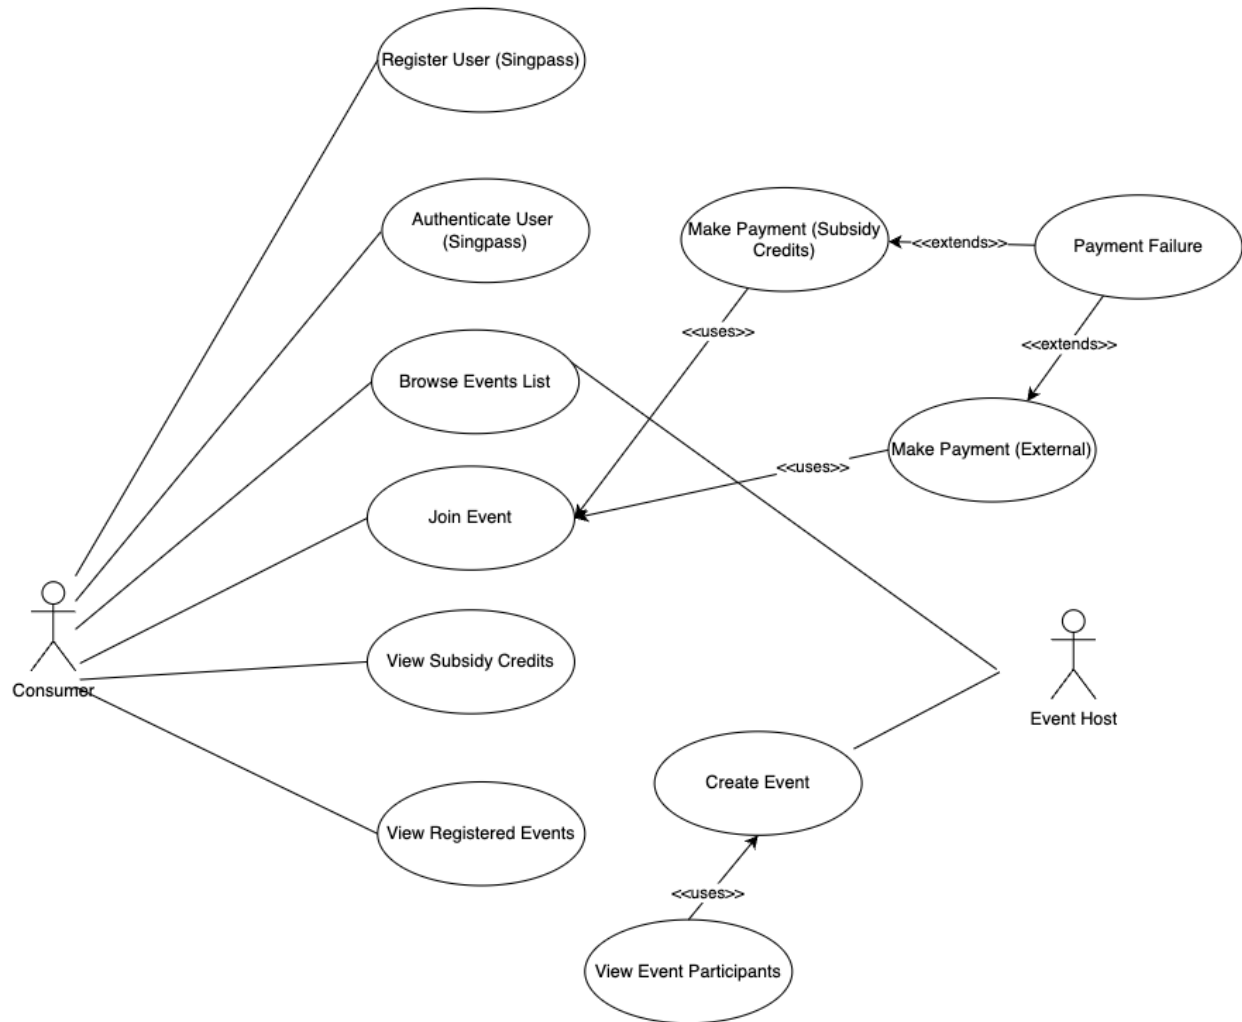 Register User (Singpass)
Authenticate User
(Singpass)
Make Payment (Subsidy
Credits)
<<extends>>
Payment Failure
<<uses>>
<<extends>>
Browse Events List
Make Payment (External)
<<uses>>
Join Event
View Subsidy Credits
Consumer
Event Host
Create Event
View Registered Events
<<uses>>
View Event Participants